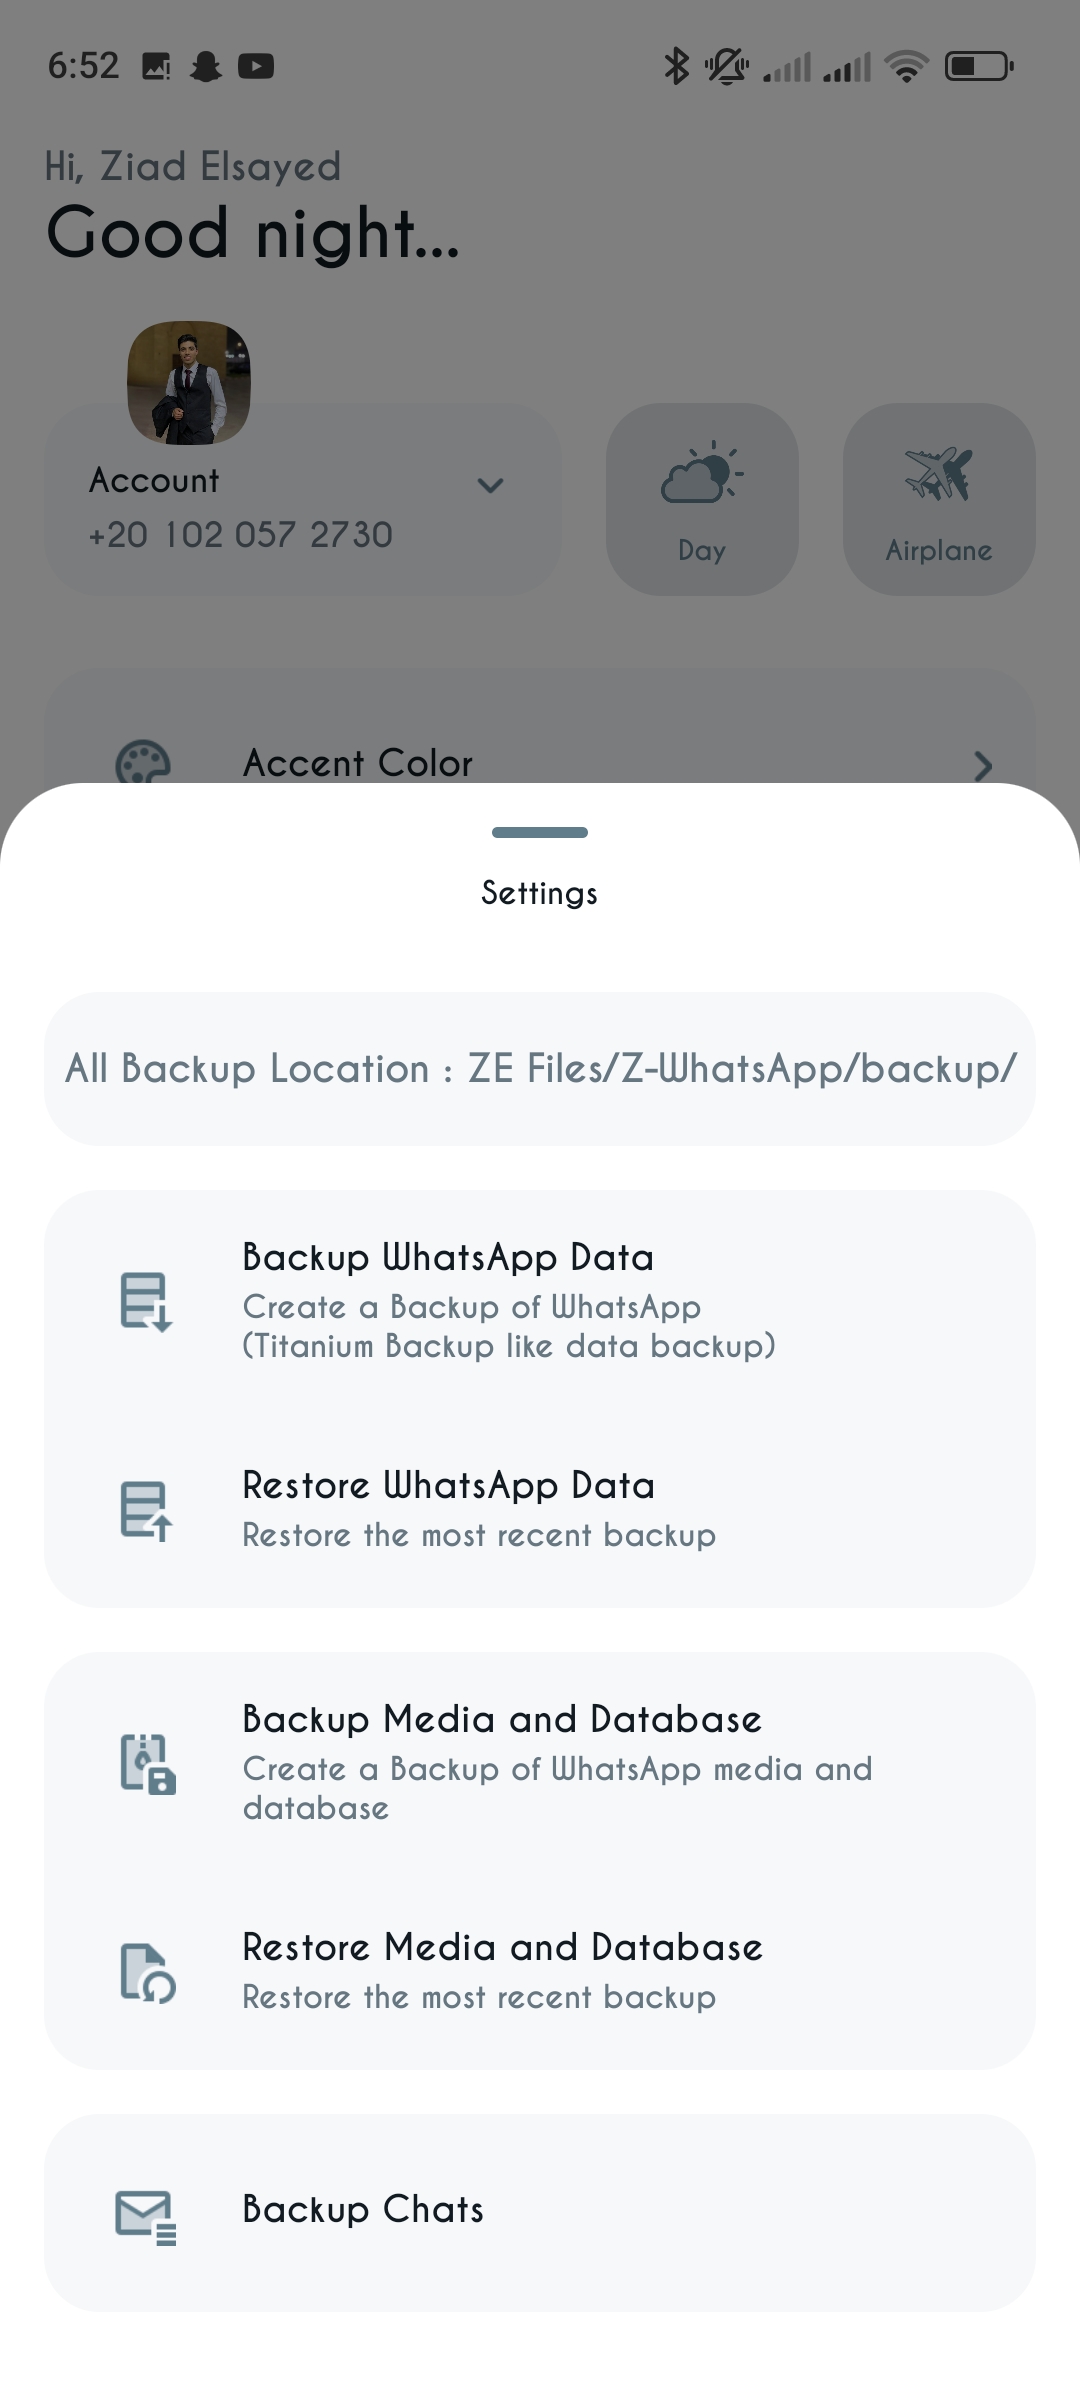 6:52
Hi, Ziad Elsayed
Good night...
Account
+20 102 057 2730
Day
Airplane
Accent Color
Settings
All Backup Location : ZE Files/Z-WhatsApp/backup/
Backup WhatsApp Data
Create a Backup of WhatsApp
(Titanium Backup like data backup)
Restore WhatsApp Data
Restore the most recent backup
Backup Media and Database
Create a Backup of WhatsApp media and
database
Restore Media and Database
Restore the most recent backup
Backup Chats